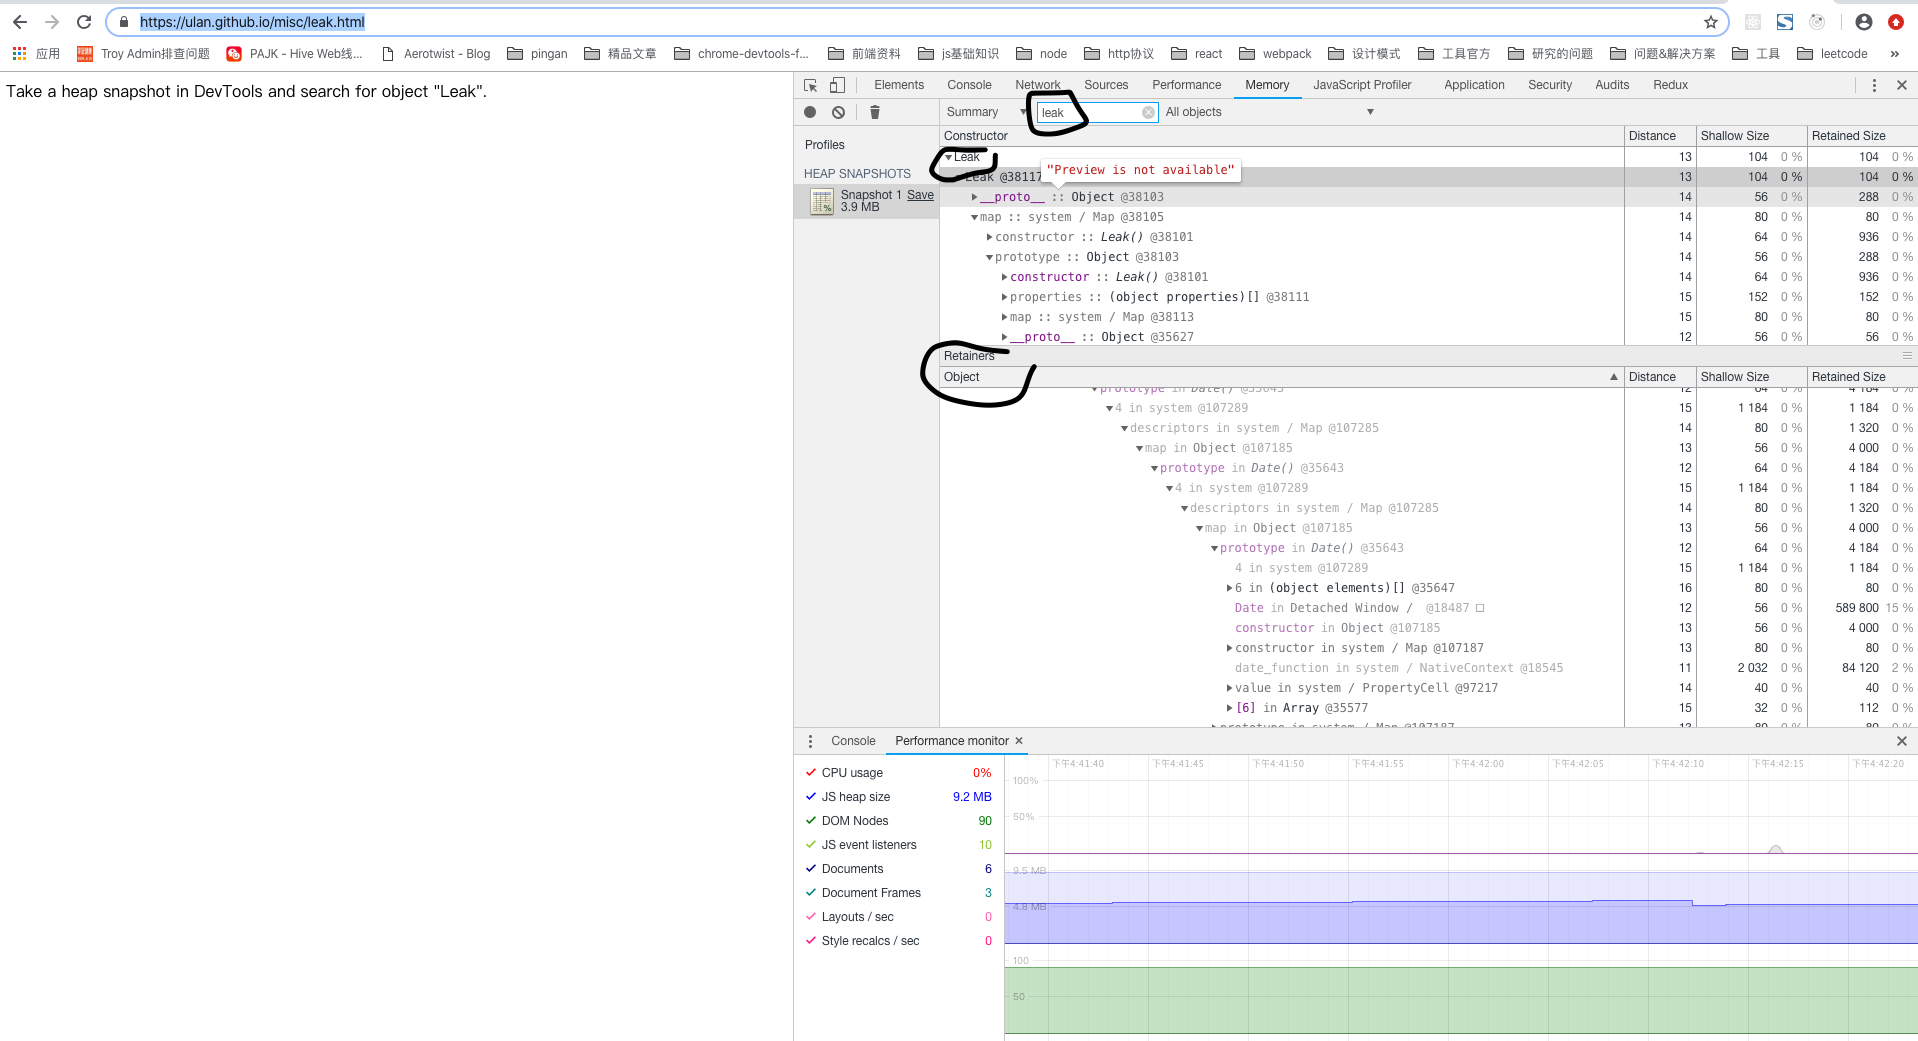 https://ulan.github.io/misc/leak.html
应用 Troy Admin排查问题 PAJK - Hive Web线... Aerotwist - Blog pingan 精品文章 chrome-devtools-f... 前端资料 js基础知识 node http协议 react webpack 设计模式 工具官方 研究的问题 问题&解决方案 工具 leetcode »
Take a heap snapshot in DevTools and search for object "Leak".
Elements Console Network Sources Performance Memory JavaScript Profiler Application Security Audits Redux
Summary leak All objects
Profiles
HEAP SNAPSHOTS
Snapshot 1 Save
3.9 MB
Constructor Distance Shallow Size Retained Size
Leak 13 104 0 % 104 0 %
Leak @38117 13 104 0 % 104 0 %
"Preview is not available"
__proto__ :: Object @38103 14 56 0 % 288 0 %
map :: system / Map @38105 14 80 0 % 80 0 %
constructor :: Leak() @38101 14 64 0 % 936 0 %
prototype :: Object @38103 14 56 0 % 288 0 %
constructor :: Leak() @38101 14 64 0 % 936 0 %
properties :: (object properties)[] @38111 15 152 0 % 152 0 %
map :: system / Map @38113 15 80 0 % 80 0 %
__proto__ :: Object @35627 12 56 0 % 56 0 %
Retainers
Object Distance Shallow Size Retained Size
prototype in Date() @35643 12 64 0 % 4 184 0 %
4 in system @107289 15 1 184 0 % 1 184 0 %
descriptors in system / Map @107285 14 80 0 % 1 320 0 %
map in Object @107185 13 56 0 % 4 000 0 %
prototype in Date() @35643 12 64 0 % 4 184 0 %
4 in system @107289 15 1 184 0 % 1 184 0 %
descriptors in system / Map @107285 14 80 0 % 1 320 0 %
map in Object @107185 13 56 0 % 4 000 0 %
prototype in Date() @35643 12 64 0 % 4 184 0 %
4 in system @107289 15 1 184 0 % 1 184 0 %
6 in (object elements)[] @35647 16 80 0 % 80 0 %
Date in Detached Window / @18487 12 56 0 % 589 800 15 %
constructor in Object @107185 13 56 0 % 4 000 0 %
constructor in system / Map @107187 13 80 0 % 80 0 %
date_function in system / NativeContext @18545 11 2 032 0 % 84 120 2 %
value in system / PropertyCell @97217 14 40 0 % 40 0 %
[6] in Array @35577 15 32 0 % 112 0 %
prototype in system / Map @107187 13 80 0 % 80 0 %
Console Performance monitor
CPU usage 0%
JS heap size 9.2 MB
DOM Nodes 90
JS event listeners 10
Documents 6
Document Frames 3
Layouts / sec 0
Style recalcs / sec 0
下午4:41:40 下午4:41:45 下午4:41:50 下午4:41:55 下午4:42:00 下午4:42:05 下午4:42:10 下午4:42:15 下午4:42:20
100%
50%
9.5 MB
4.8 MB
100
50